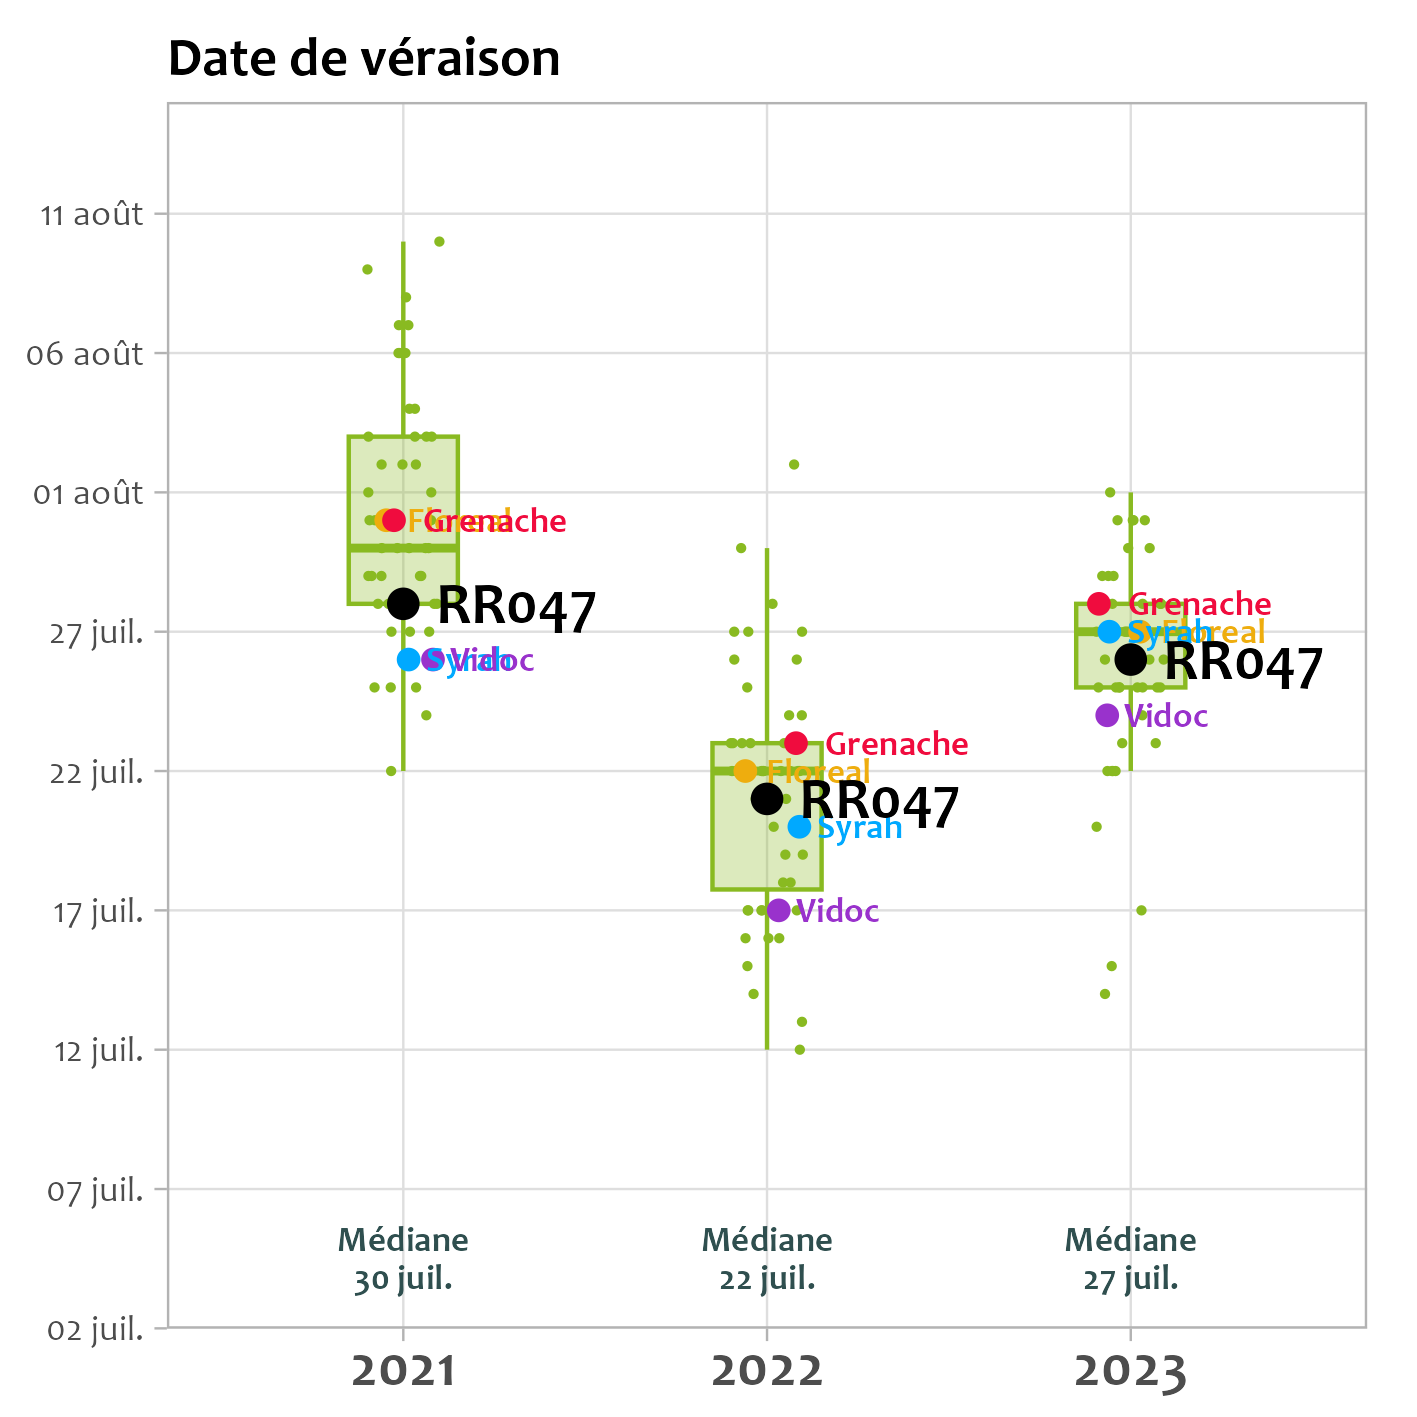 Date de véraison
11 août
06 août
01 août
27 juil.
22 juil.
17 juil.
12 juil.
07 juil.
02 juil.
Floreal
Grenache
RR047
Syrah
Vidoc
Grenache
Floreal
RR047
Syrah
Vidoc
Grenache
Syrah
Floreal
RR047
Vidoc
Médiane
30 juil.
Médiane
22 juil.
Médiane
27 juil.
2021
2022
2023